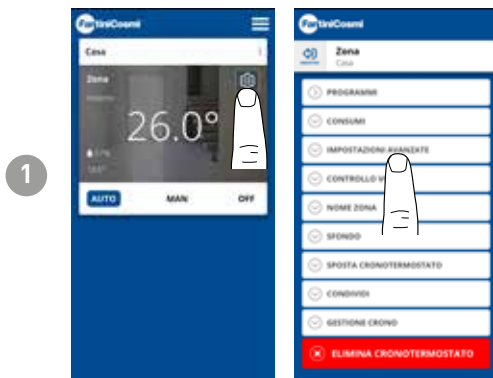 1
FantiniCosmi
Casa
Zona
26.0°
AUTO MAN OFF
FantiniCosmi
Zona
Casa
PROGRAMMI
CONSUMI
IMPOSTAZIONI AVANZATE
CONTROLLO
NOME ZONA
SFONDO
SPOSTA CRONOTERMOSTATO
CONDIVIDI
GESTIONE CRONO
ELIMINA CRONOTERMOSTATO